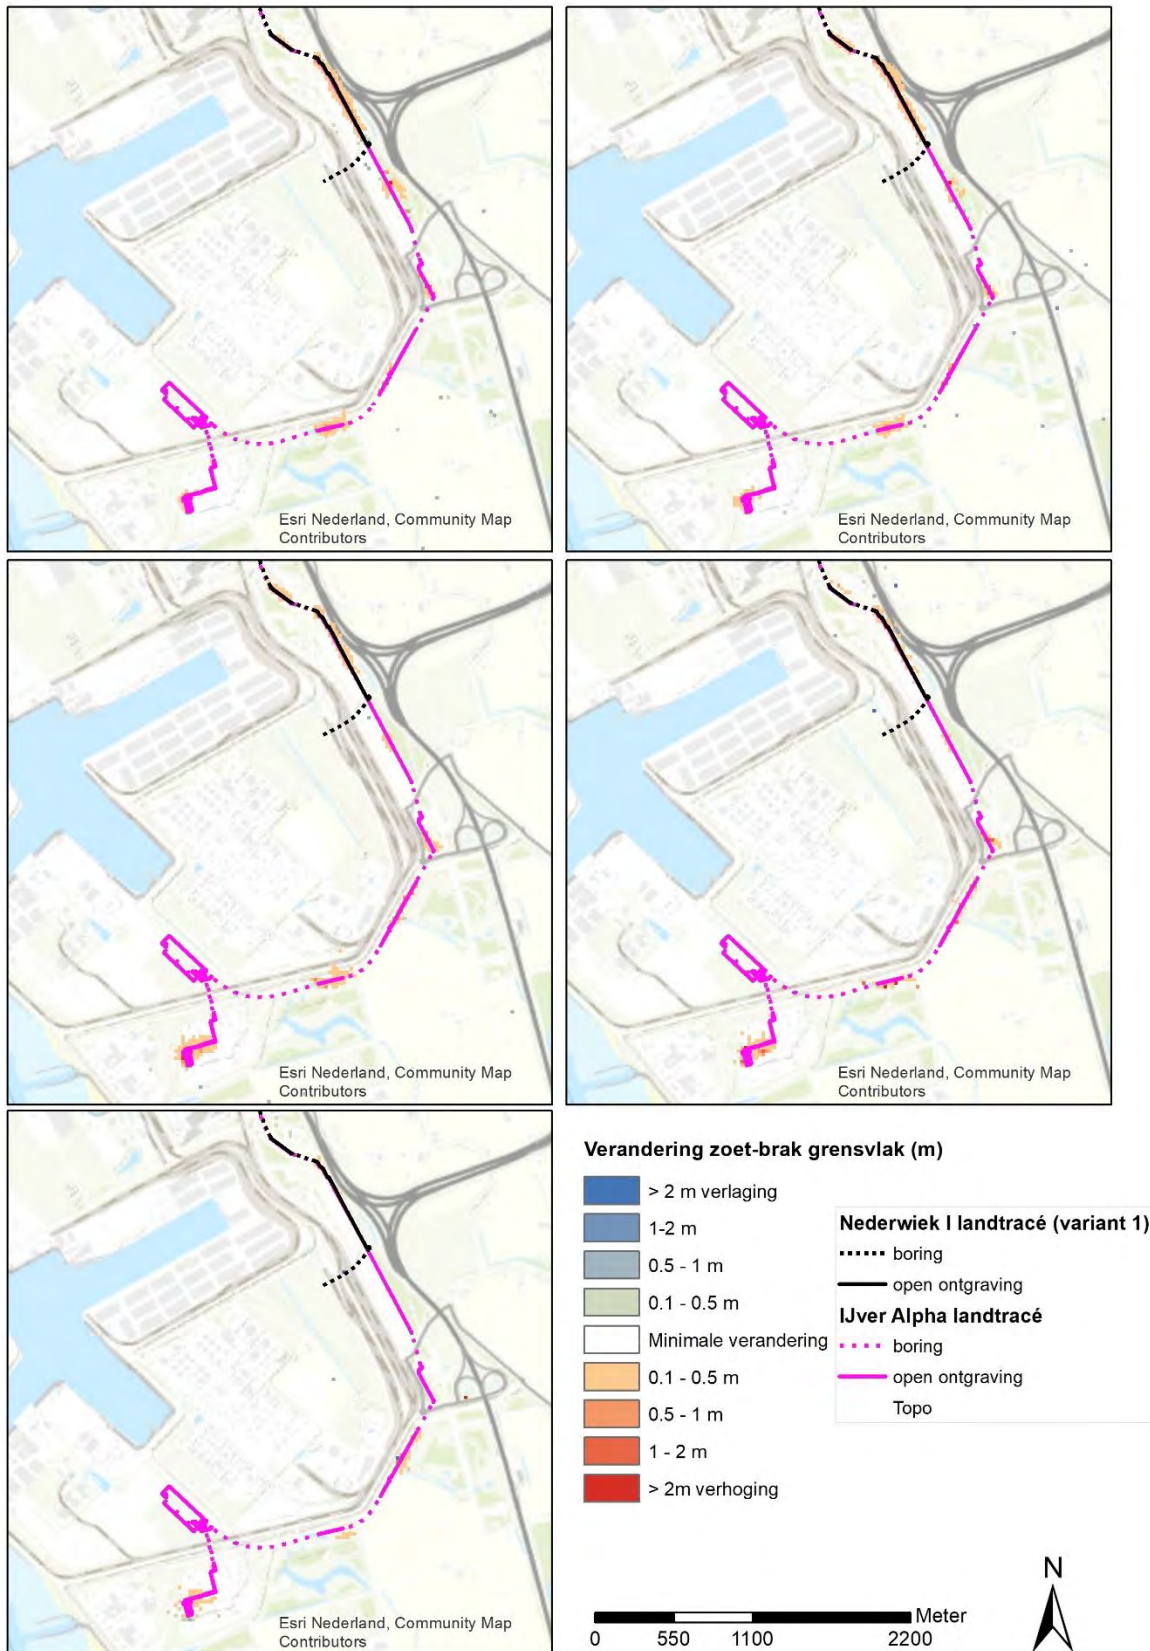 Esri Nederland, Community Map
Contributors
Esri Nederland, Community Map
Contributors
Esri Nederland, Community Map
Contributors
Esri Nederland, Community Map
Contributors
Esri Nederland, Community Map
Contributors
Verandering zoet-brak grensvlak (m)
> 2 m verlaging
1-2 m
0.5 - 1 m
0.1 - 0.5 m
Minimale verandering
0.1 - 0.5 m
0.5 - 1 m
1 - 2 m
> 2m verhoging
Nederwiek I landtracé (variant 1)
boring
open ontgraving
IJver Alpha landtracé
boring
open ontgraving
Topo
N
Meter
0 550 1100 2200